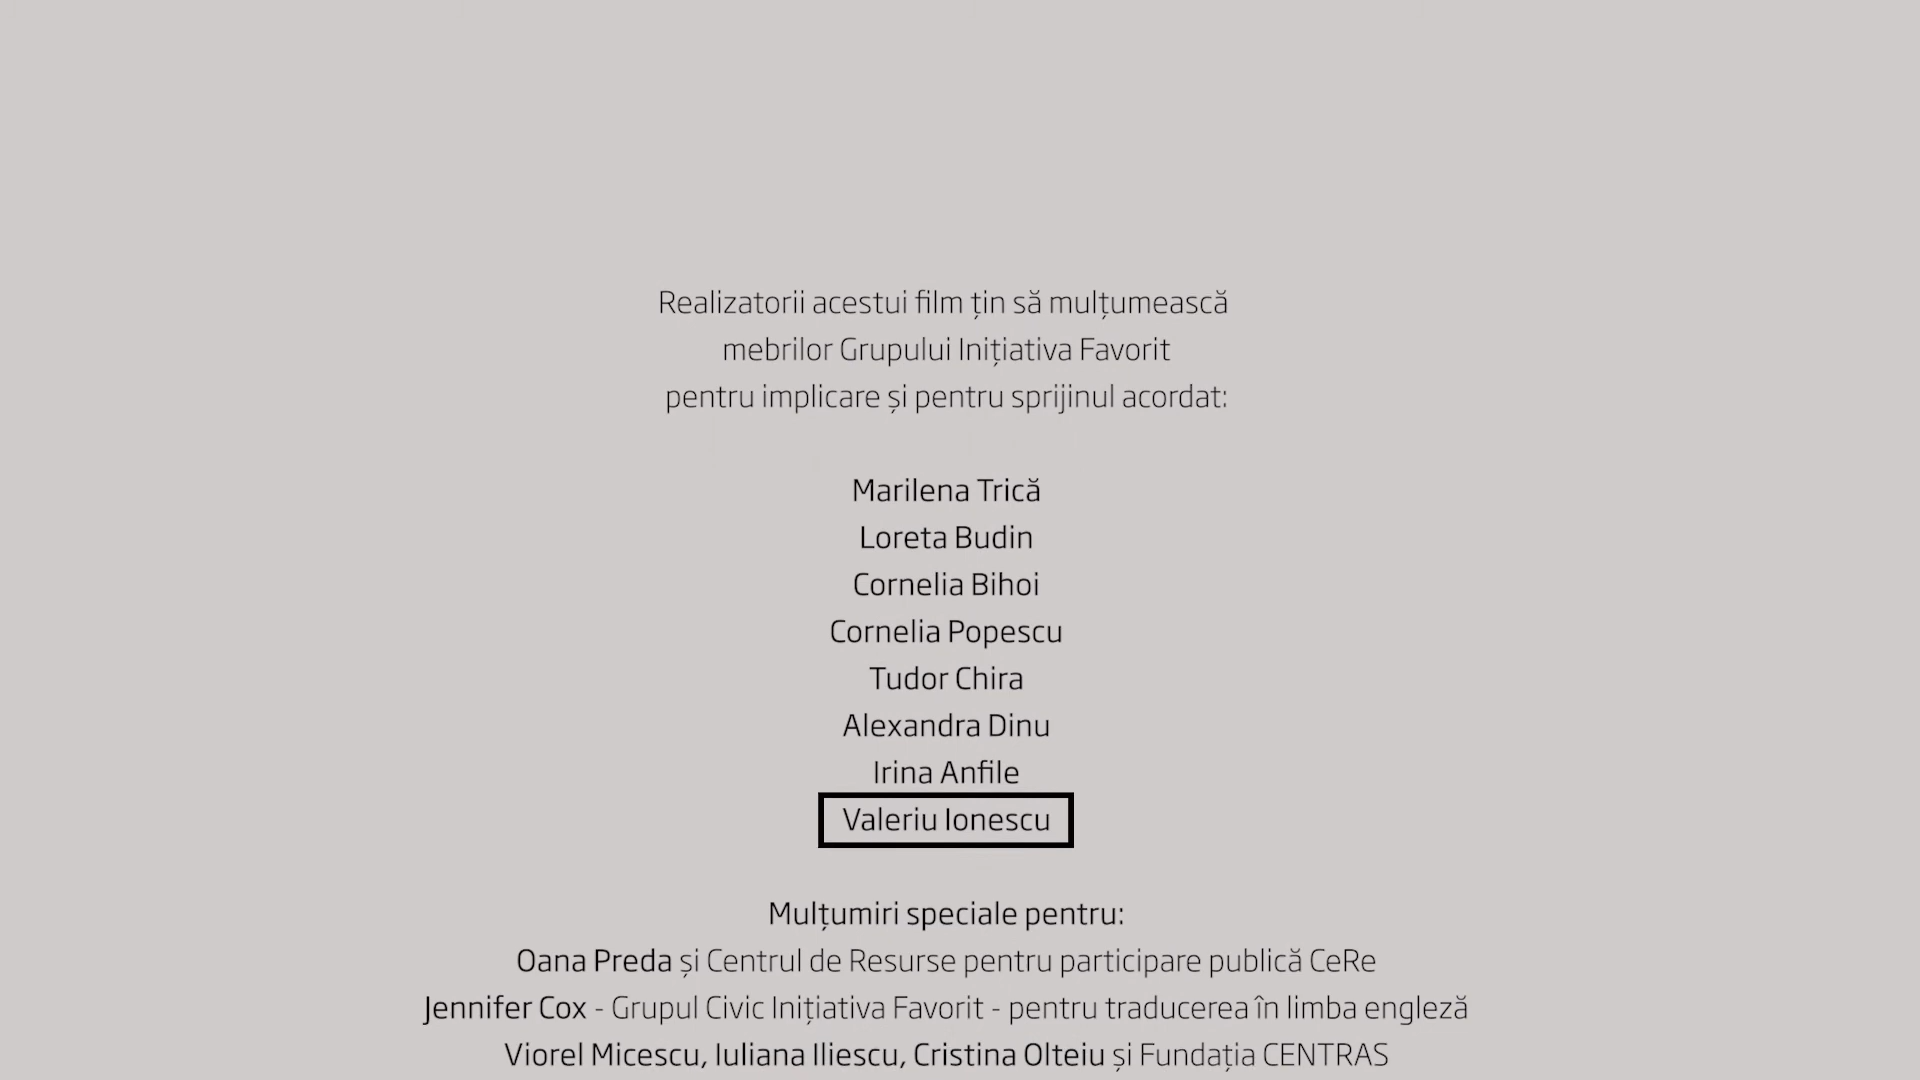 Realizatorii acestui film țin să mulțumească
mebrilor Grupului Inițiativa Favorit
pentru implicare și pentru sprijinul acordat:
Marilena Trică
Loreta Budin
Cornelia Bihoi
Cornelia Popescu
Tudor Chira
Alexandra Dinu
Irina Anfile
Valeriu Ionescu
Mulțumiri speciale pentru:
Oana Preda și Centrul de Resurse pentru participare publică CeRe
Jennifer Cox - Grupul Civic Inițiativa Favorit - pentru traducerea în limba engleză
Viorel Micescu, Iuliana Iliescu, Cristina Olteiu și Fundația CENTRAS